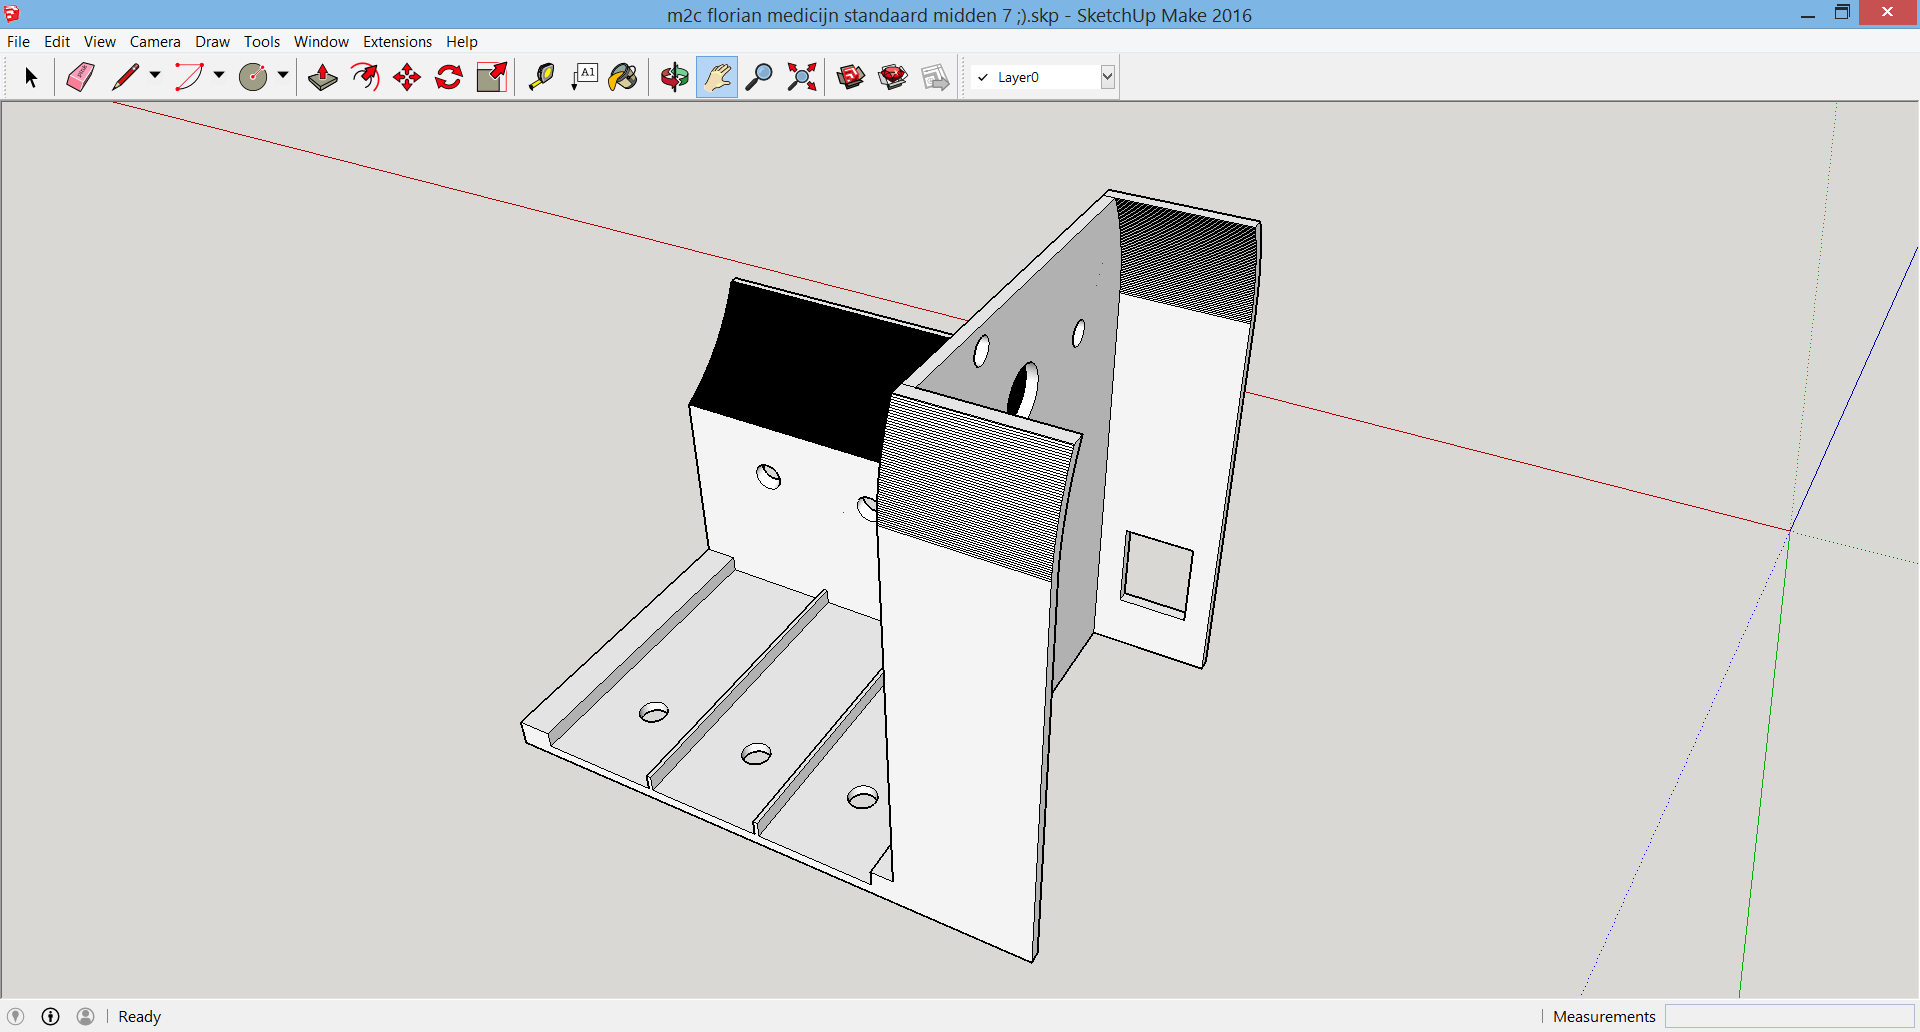 m2c florian medicijn standaard midden 7 ;).skp - SketchUp Make 2016
File Edit View Camera Draw Tools Window Extensions Help
A1
Layer0
Ready
Measurements